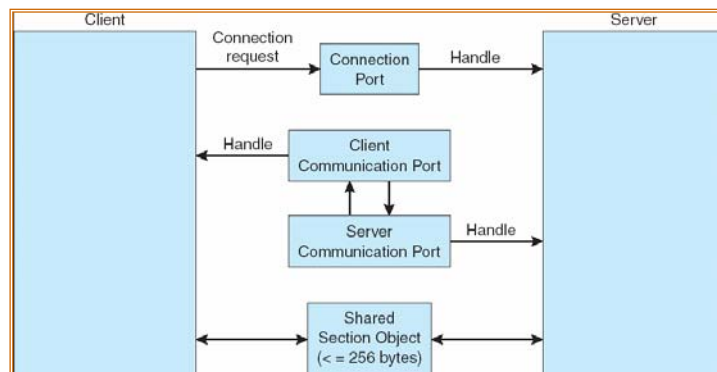 Client
Server
Connection
request
Connection
Port
Handle
Handle
Client
Communication Port
Server
Communication Port
Handle
Shared
Section Object
(< = 256 bytes)